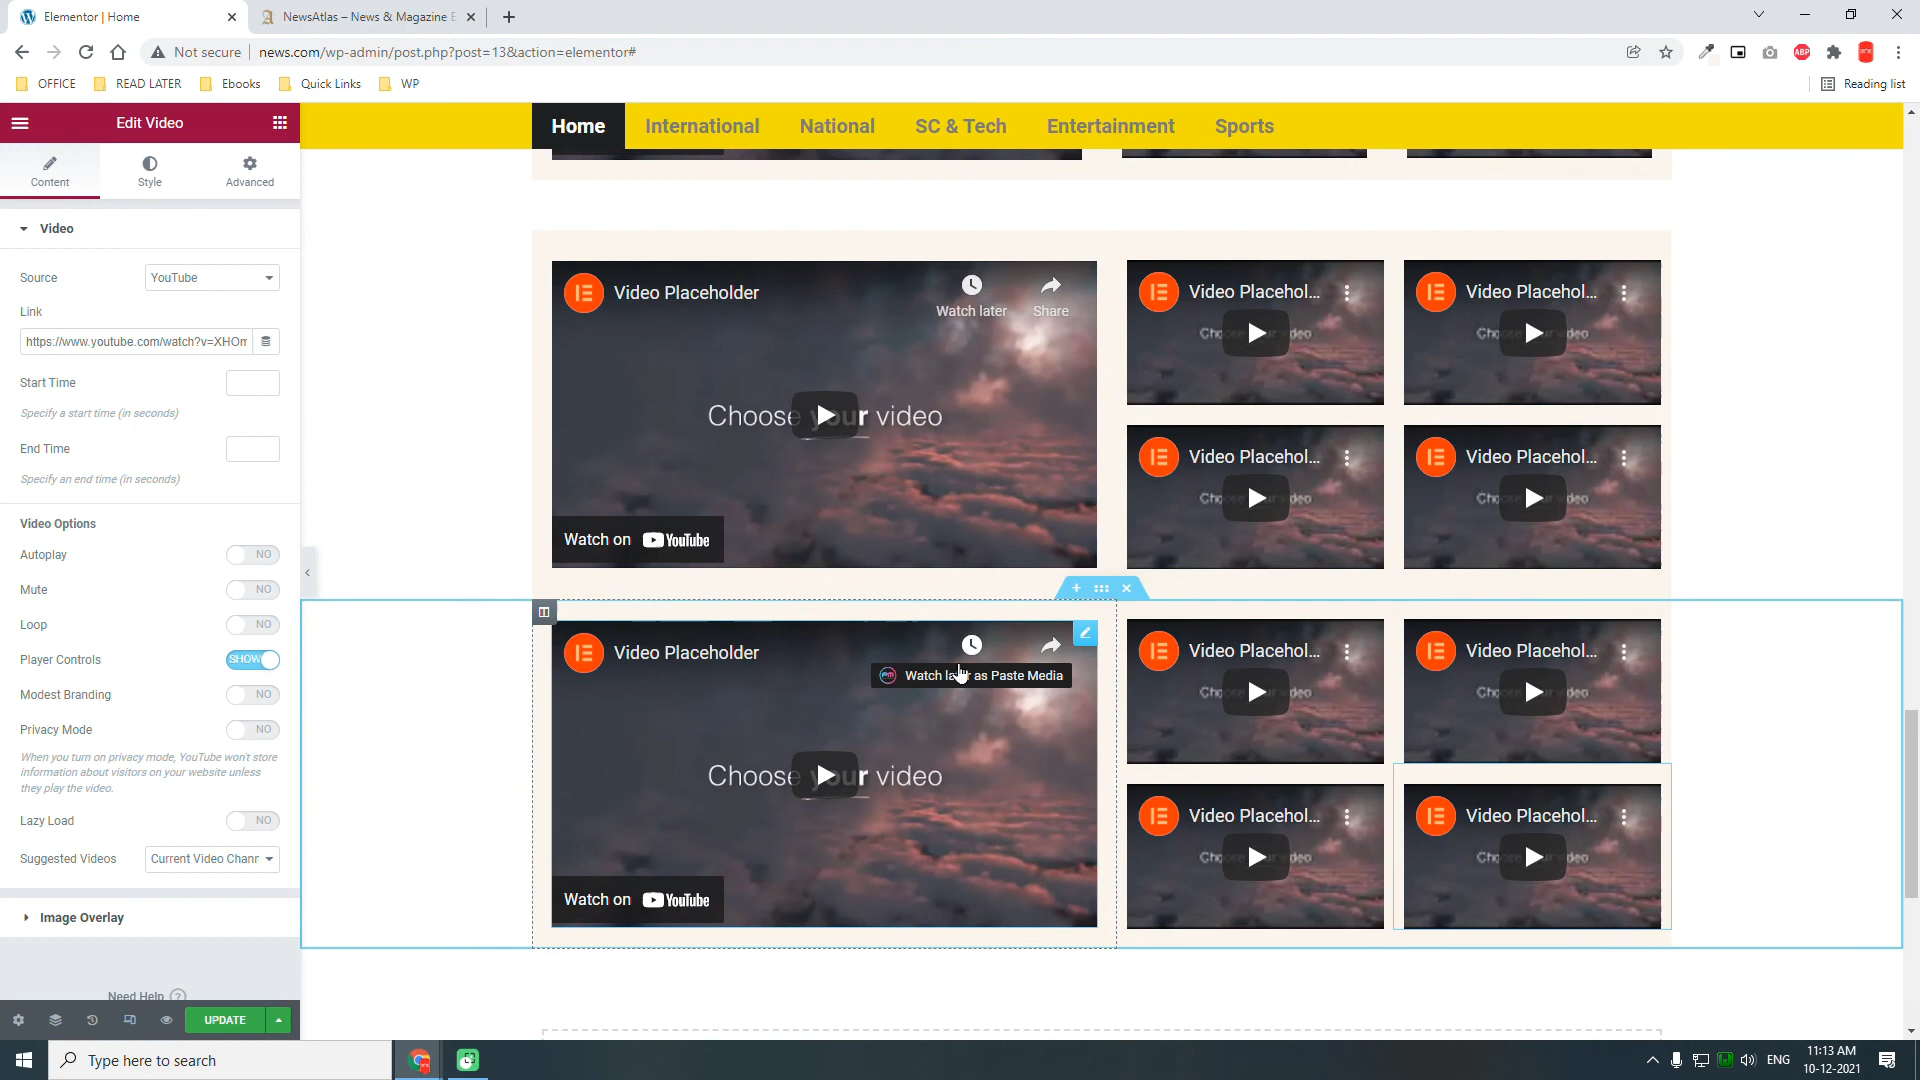 Elementor | Home
NewsAtlas – News & Magazine E
Not secure
news.com/wp-admin/post.php?post=13&action=elementor#
ABP
OFFICE
READ LATER
Ebooks
Quick Links
WP
Reading list
Edit Video
Home
International
National
SC & Tech
Entertainment
Sports
Content
Style
Advanced
Video
Source
YouTube
Link
https://www.youtube.com/watch?v=XHOm
Start Time
Specify a start time (in seconds)
End Time
Specify an end time (in seconds)
Video Options
Autoplay
NO
Mute
NO
Loop
NO
Player Controls
SHOW
Modest Branding
NO
Privacy Mode
NO
When you turn on privacy mode, YouTube won't store
information about visitors on your website unless
they play the video.
Lazy Load
NO
Suggested Videos
Current Video Chanr
Image Overlay
Need Help
UPDATE
Video Placeholder
Watch later
Share
Choose your video
Watch on YouTube
Video Placehol...
Video Placehol...
Video Placehol...
Video Placehol...
Video Placeholder
Watch later as Paste Media
Choose your video
Watch on YouTube
Video Placehol...
Video Placehol...
Video Placehol...
Video Placehol...
Type here to search
ENG
11:13 AM
10-12-2021